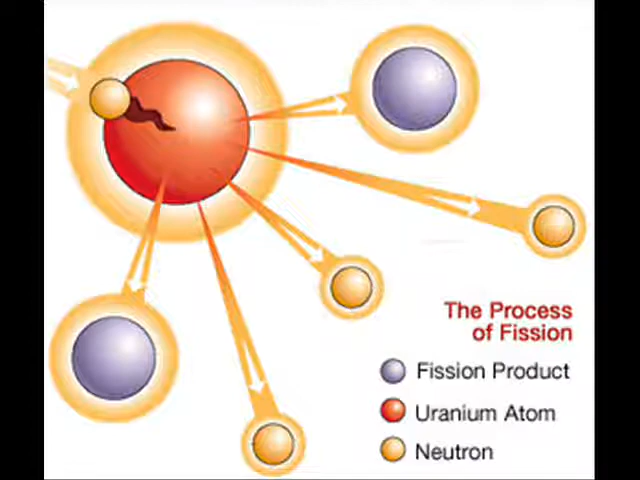 The Process
of Fission
Fission Product
Uranium Atom
Neutron